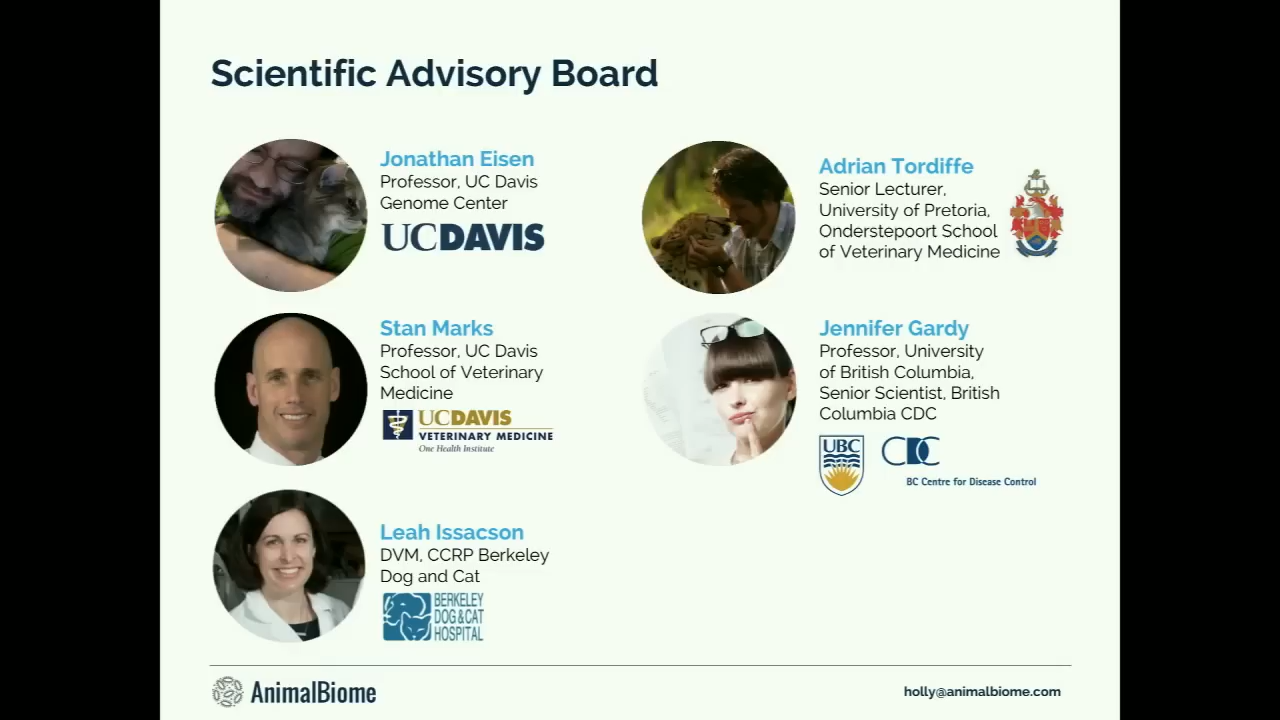 Scientific Advisory Board
Jonathan Eisen
Professor, UC Davis
Genome Center
UCDAVIS
Adrian Tordiffe
Senior Lecturer,
University of Pretoria,
Onderstepoort School
of Veterinary Medicine
Stan Marks
Professor, UC Davis
School of Veterinary
Medicine
UCDAVIS
VETERINARY MEDICINE
One Health Institute
Jennifer Gardy
Professor, University
of British Columbia,
Senior Scientist, British
Columbia CDC
UBC
CDC
BC Centre for Disease Control
Leah Issacson
DVM, CCRP Berkeley
Dog and Cat
BERKELEY
DOG&CAT
HOSPITAL
AnimalBiome
holly@animalbiome.com